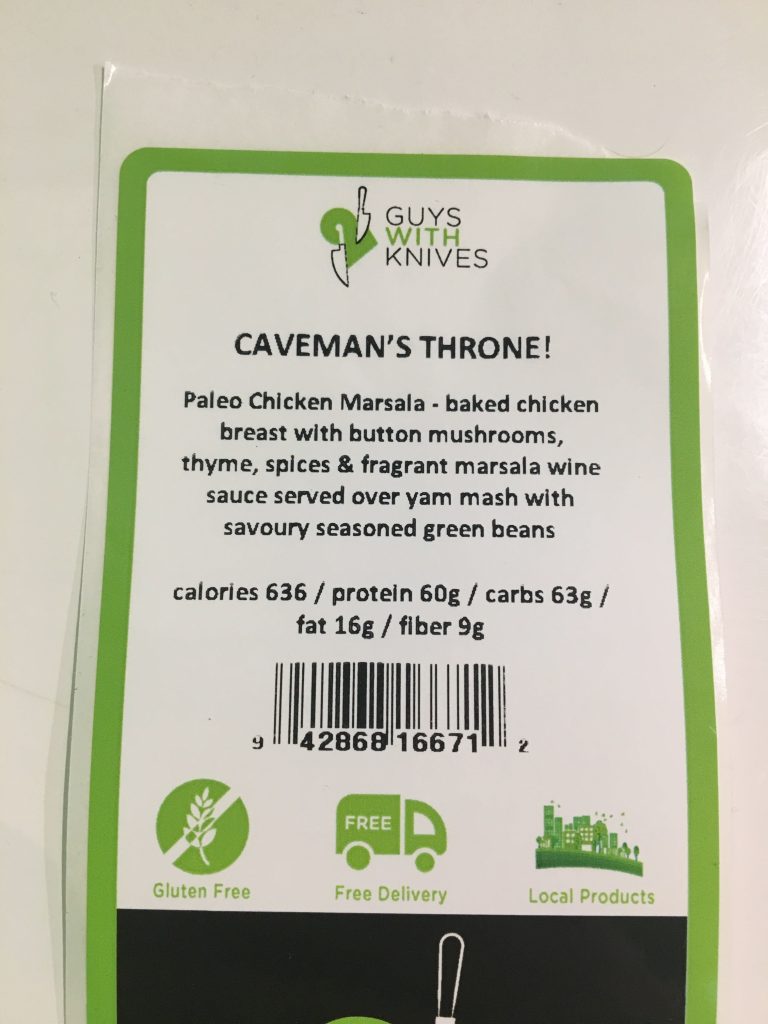 GUYS
WITH
KNIVES
CAVEMAN'S THRONE!
Paleo Chicken Marsala - baked chicken
breast with button mushrooms,
thyme, spices & fragrant marsala wine
sauce served over yam mash with
savoury seasoned green beans
calories 636 / protein 60g / carbs 63g /
fat 16g / fiber 9g
9 42868 16671 2
FREE
Gluten Free
Free Delivery
Local Products